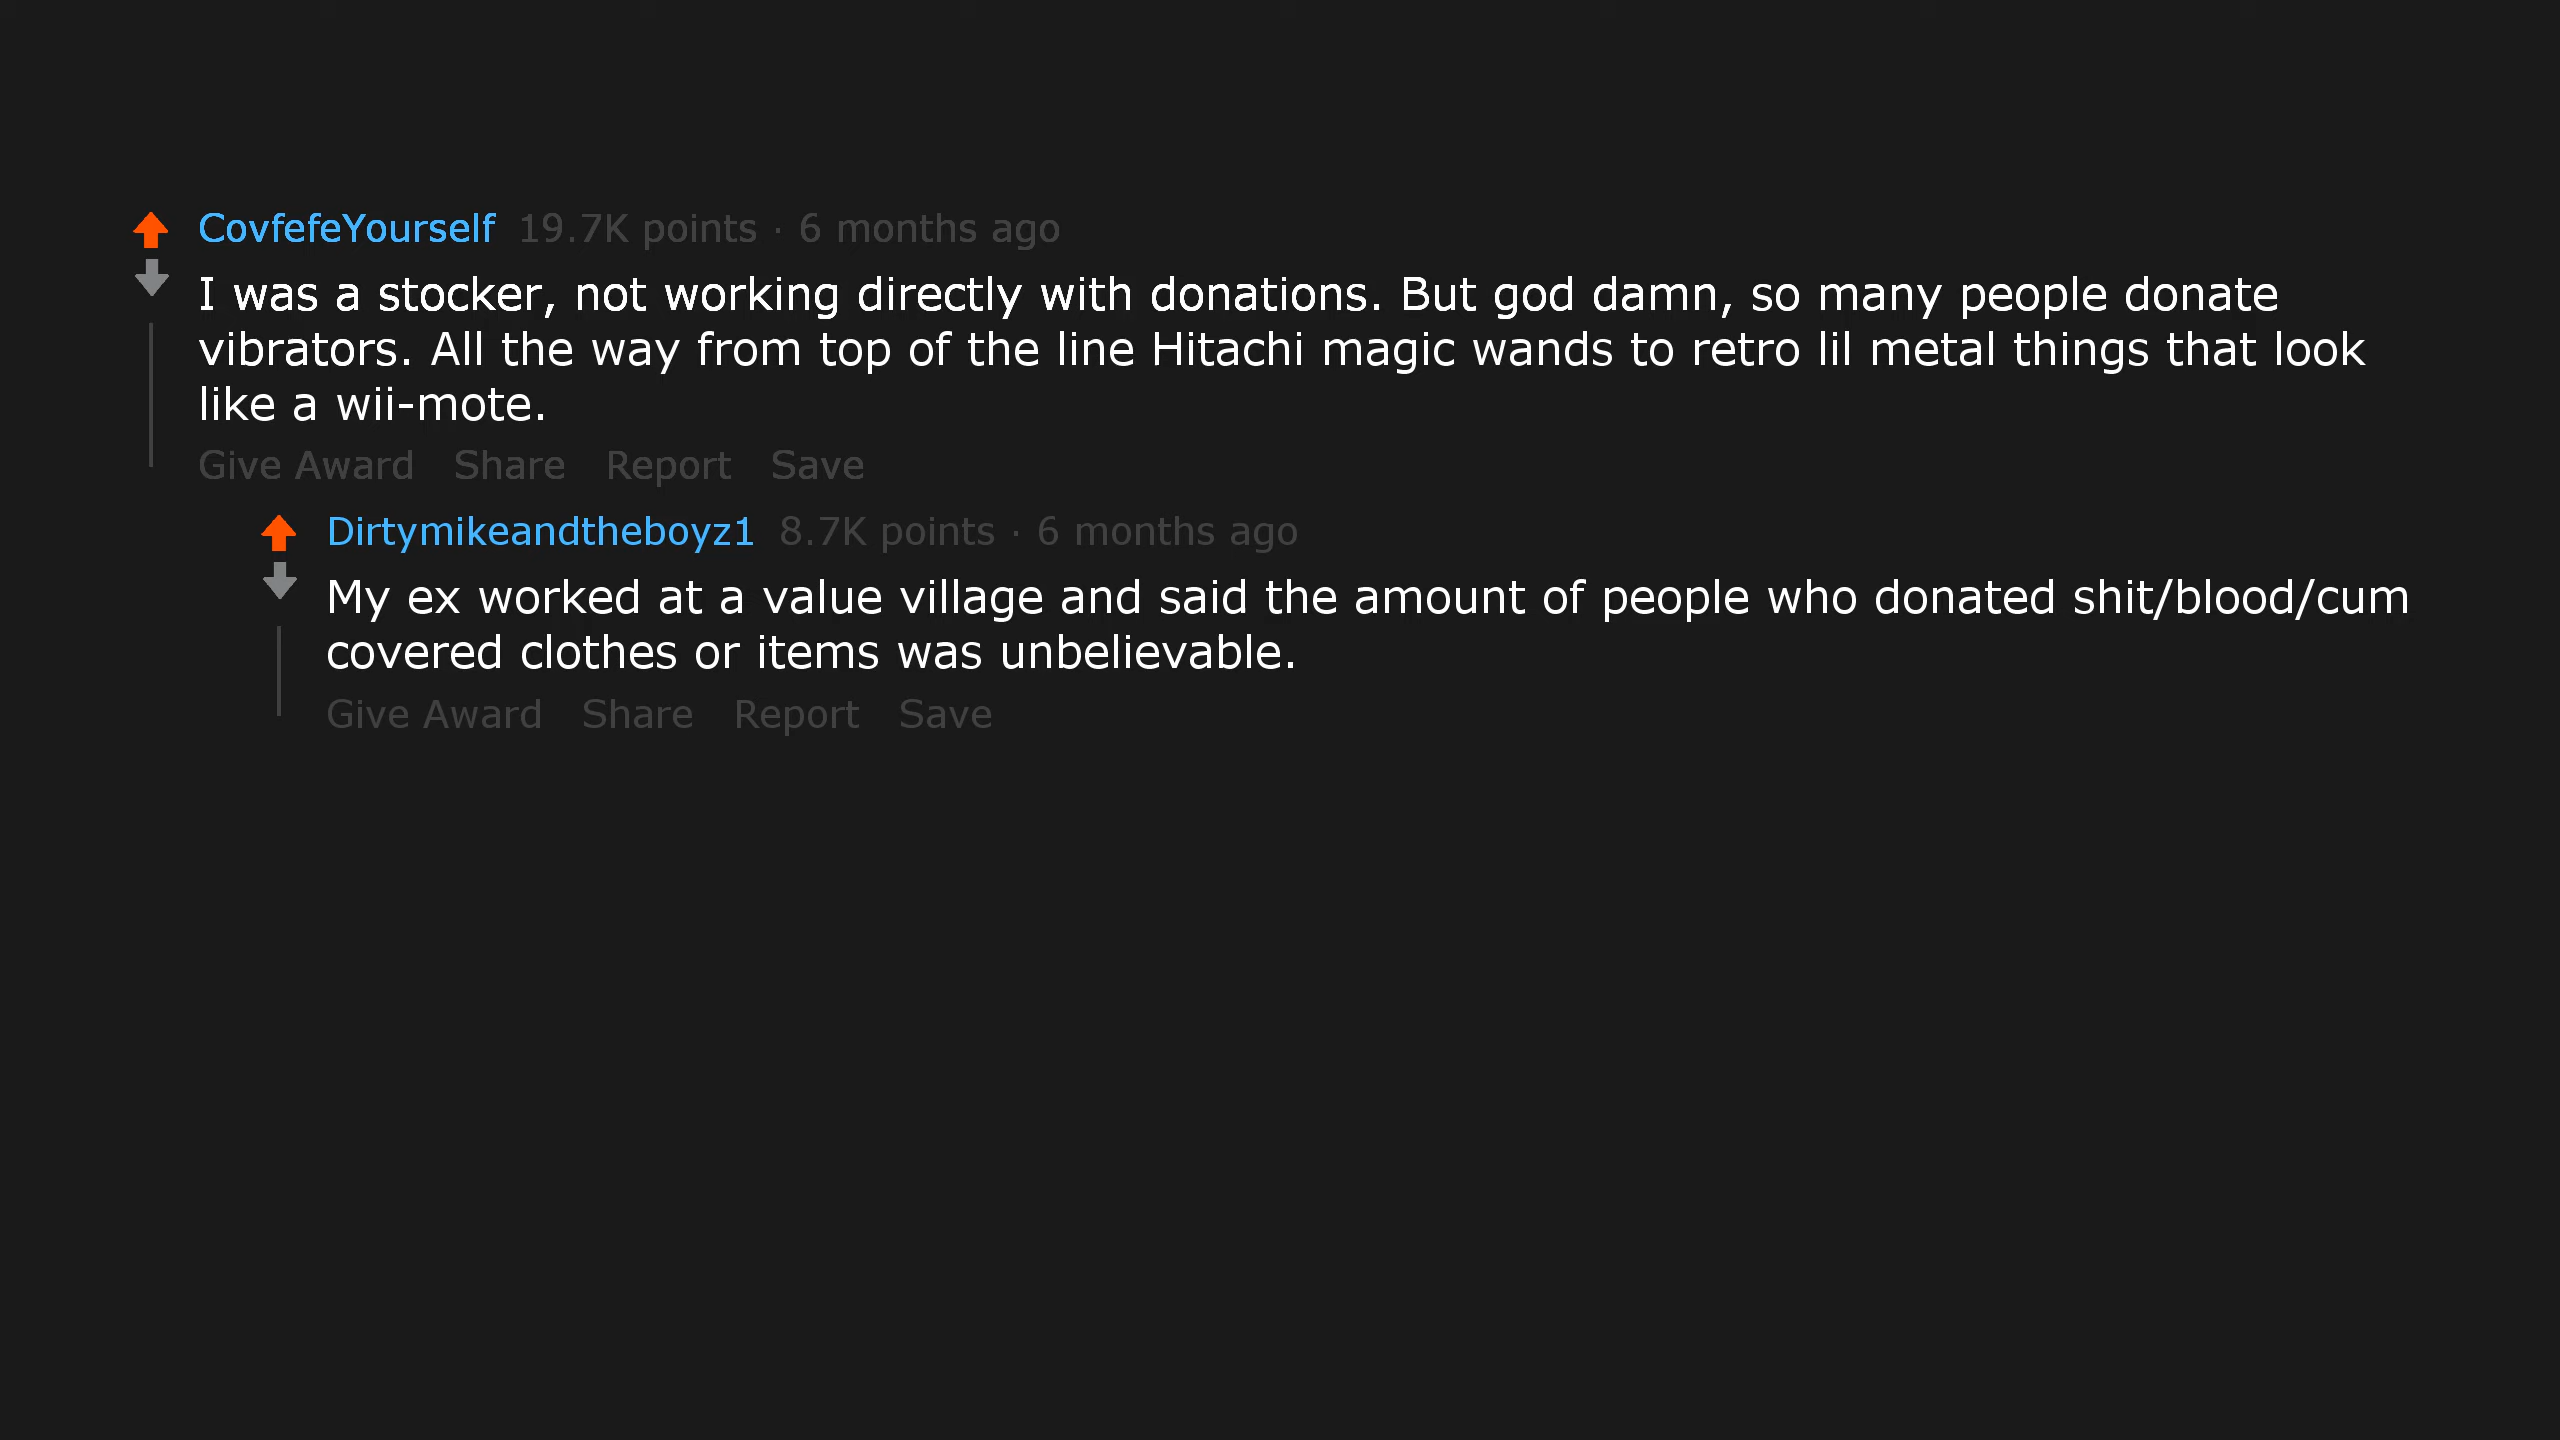 CovfefeYourself 19.7K points · 6 months ago
I was a stocker, not working directly with donations. But god damn, so many people donate
vibrators. All the way from top of the line Hitachi magic wands to retro lil metal things that look
like a wii-mote.
Give Award Share Report Save
Dirtymikeandtheboyz1 8.7K points · 6 months ago
My ex worked at a value village and said the amount of people who donated shit/blood/cum
covered clothes or items was unbelievable.
Give Award Share Report Save